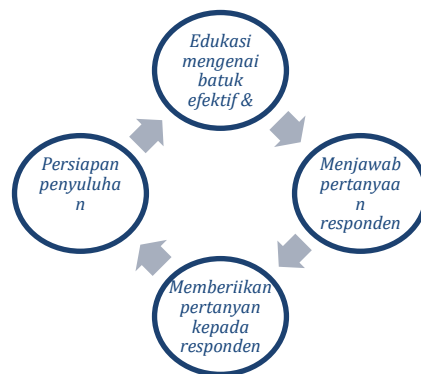 Edukasi
mengenai
batuk
efektif &
Persiapan
penyuluha
n
Menjawab
pertanyaa
n
responden
Memberiikan
pertanyan
kepada
responden